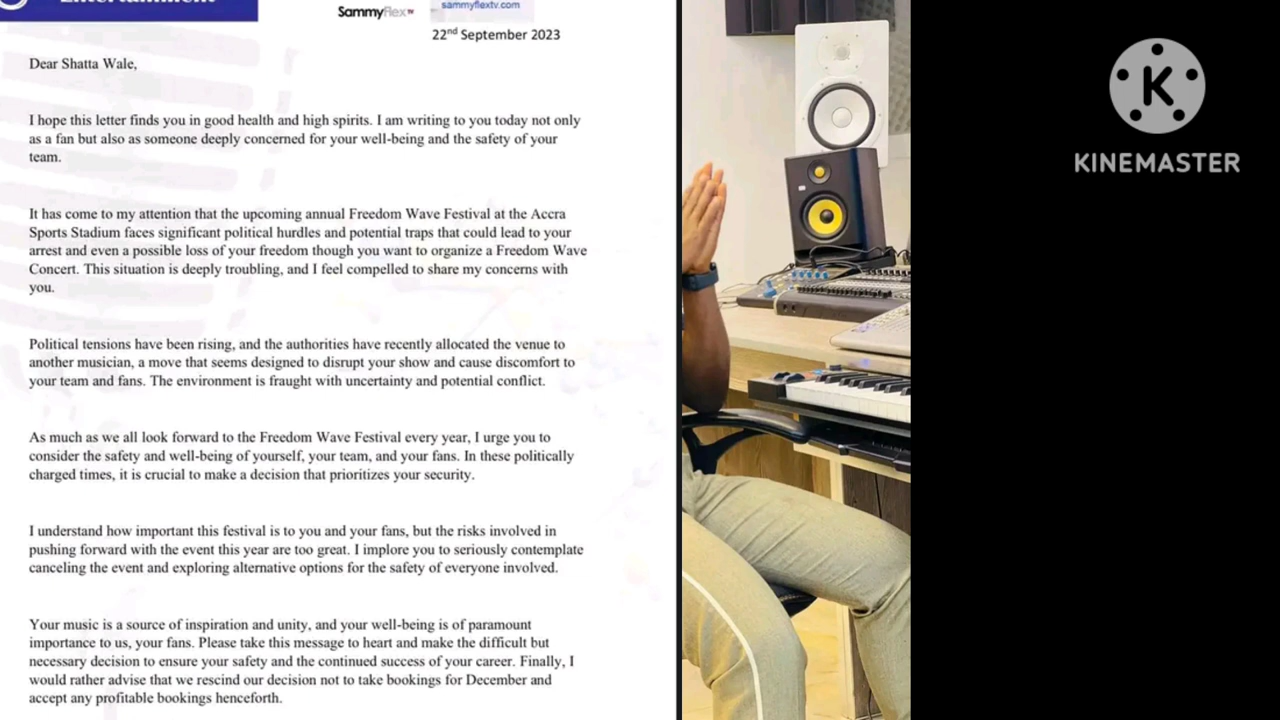 Entertainment
SammyFlex TV
sammyflextv.com
22nd September 2023
Dear Shatta Wale,
I hope this letter finds you in good health and high spirits. I am writing to you today not only
as a fan but also as someone deeply concerned for your well-being and the safety of your
team.
It has come to my attention that the upcoming annual Freedom Wave Festival at the Accra
Sports Stadium faces significant political hurdles and potential traps that could lead to your
arrest and even a possible loss of your freedom though you want to organize a Freedom Wave
Concert. This situation is deeply troubling, and I feel compelled to share my concerns with
you.
Political tensions have been rising, and the authorities have recently allocated the venue to
another musician, a move that seems designed to disrupt your show and cause discomfort to
your team and fans. The environment is fraught with uncertainty and potential conflict.
As much as we all look forward to the Freedom Wave Festival every year, I urge you to
consider the safety and well-being of yourself, your team, and your fans. In these politically
charged times, it is crucial to make a decision that prioritizes your security.
I understand how important this festival is to you and your fans, but the risks involved in
pushing forward with the event this year are too great. I implore you to seriously contemplate
canceling the event and exploring alternative options for the safety of everyone involved.
Your music is a source of inspiration and unity, and your well-being is of paramount
importance to us, your fans. Please take this message to heart and make the difficult but
necessary decision to ensure your safety and the continued success of your career. Finally, I
would rather advise that we rescind our decision not to take bookings for December and
accept any profitable bookings henceforth.
K
KINEMASTER